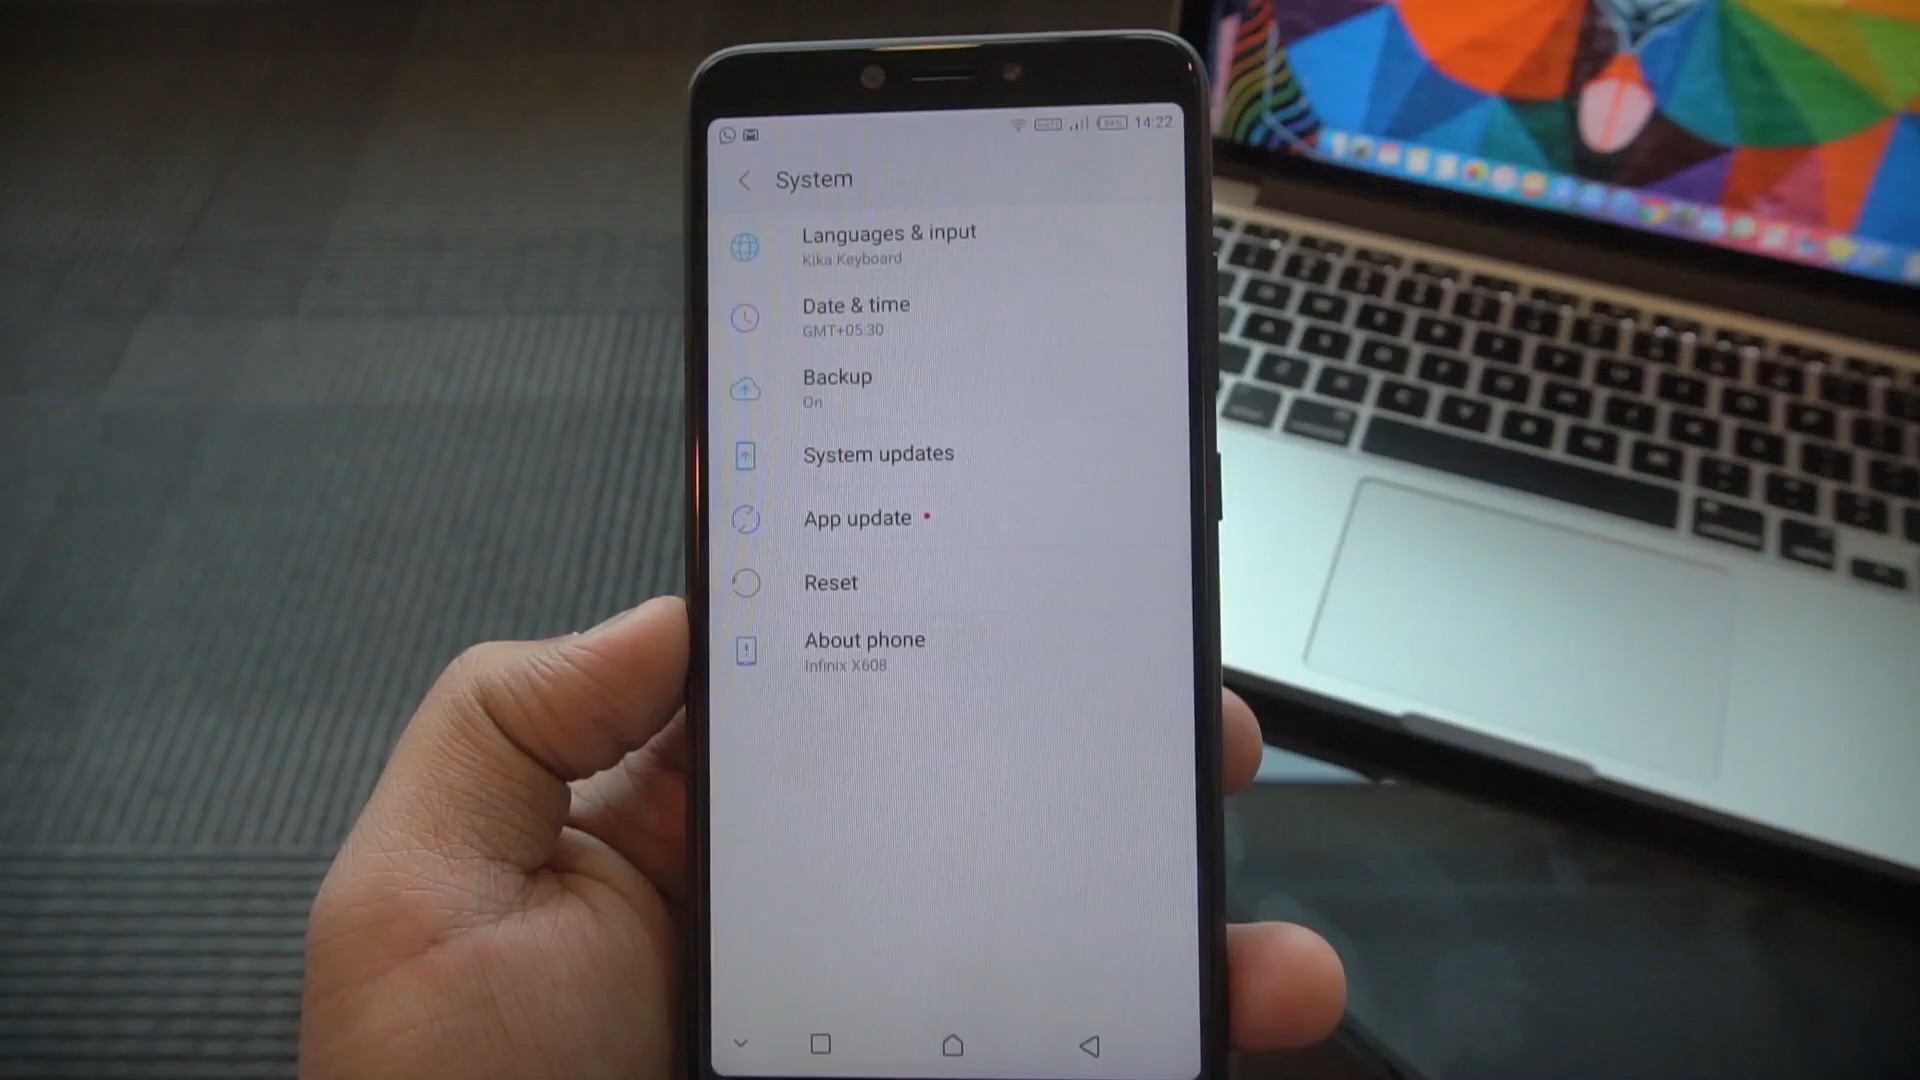 14:22
System
Languages & input
Kika Keyboard
Date & time
GMT+05:30
Backup
On
System updates
App update
Reset
About phone
Infinix X608